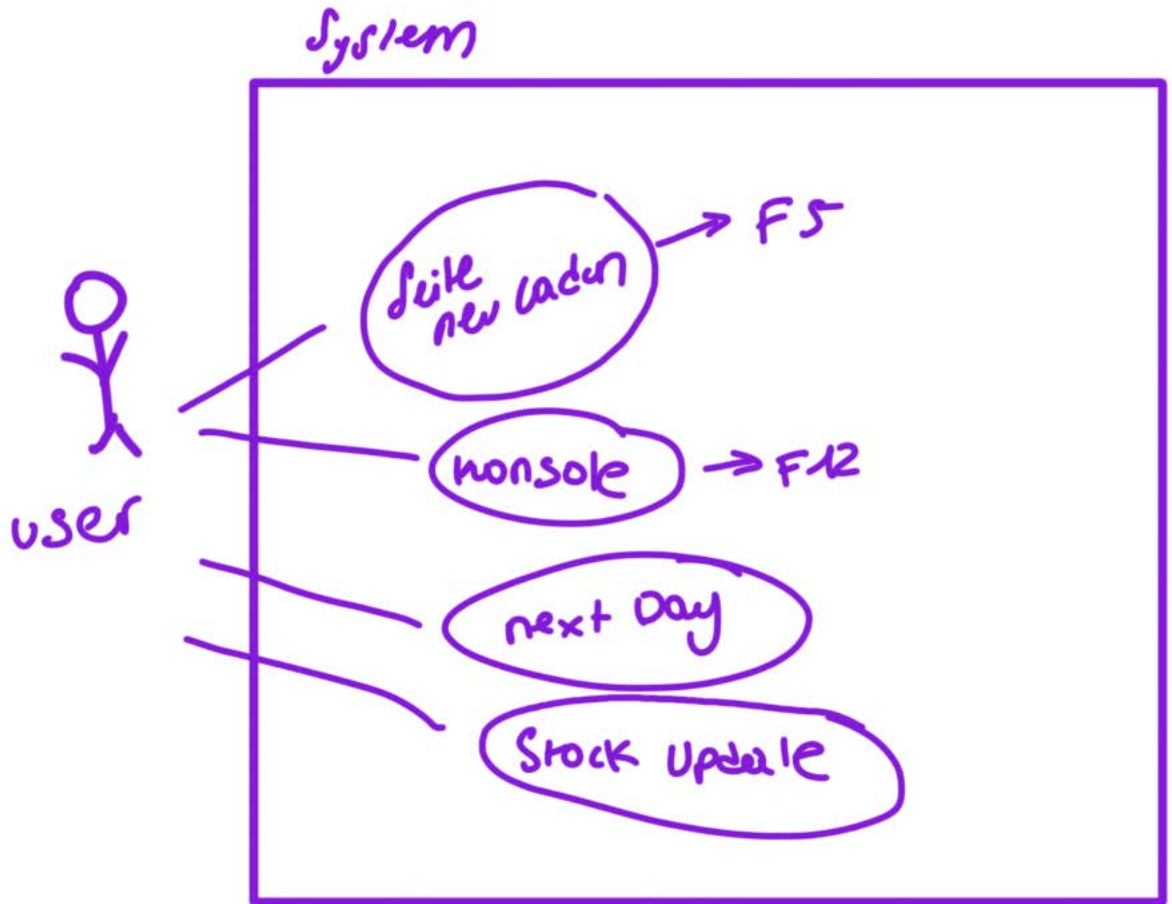 System
Seite
neu laden
→ F5
Konsole
→ F12
user
next Day
Stock Update